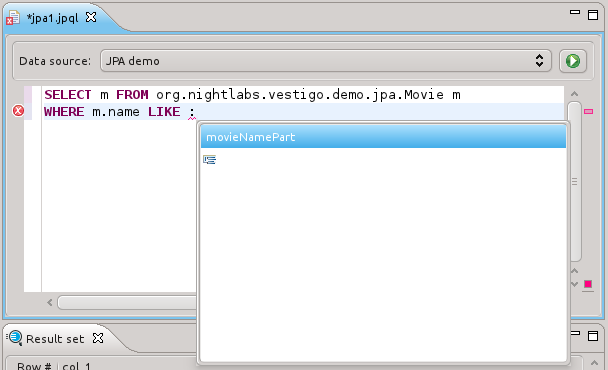 *jpa1.jpql
Data source: JPA demo
SELECT m FROM org.nightlabs.vestigo.demo.jpa.Movie m
WHERE m.name LIKE :
movieNamePart
Result set
Row # col 1